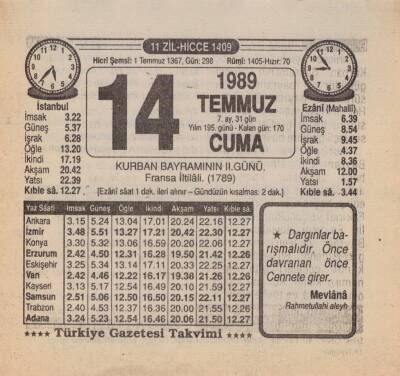 11 ZİL-HİCCE 1409
Hicrî Şemsî: 1 Temmuz 1367, Gün: 298 Rûmî: 1405-Hızır: 70
14
1989
TEMMUZ
7. ay, 31 gün
Yılın 195. günü - Kalan gün: 170
CUMA
KURBAN BAYRAMININ II.GÜNÜ.
Fransa İhtilâli. (1789)
[Ezânî sâat 1 dak. ileri alınır – Gündüzün kısalması: 2 dak.]
İstanbul
İmsak 3.22
Güneş 5.37
İşrak 6.28
Öğle 13.20
İkindi 17.19
Akşam 20.42
Yatsı 22.39
Kıble sâ. 12.27
Ezânî (Mahallî)
İmsak 6.39
Güneş 8.54
İşrak 9.45
Öğle 4.37
İkindi 8.36
Akşam 12.00
Yatsı 1.57
Kıble sâ. 3.44
Yaz Sâati İmsak Güneş Öğle İkindi Akşam Yatsı Kıble sâ.
Ankara 3.15 5.24 13.04 17.01 20.24 22.16 12.27
İzmir 3.48 5.51 13.27 17.21 20.42 22.30 12.27
Konya 3.30 5.32 13.06 16.59 20.20 22.06 12.27
Erzurum 2.42 4.50 12.31 16.28 19.50 21.42 12.26
Eskişehir 3.25 5.34 13.14 17.11 20.33 22.25 12.27
Van 2.42 4.46 12.22 16.17 19.38 21.26 12.26
Kayseri 3.13 5.17 12.54 16.49 20.10 21.59 12.27
Samsun 2.51 5.06 12.50 16.50 20.15 22.11 12.27
Trabzon 2.40 4.53 12.37 16.36 20.00 21.55 12.26
Adana 3.24 5.23 12.54 16.46 20.06 21.50 12.27
★ Dargınlar ba-
rışmalıdır. Önce
davranan önce
Cennete girer.
Mevlânâ
Rahmetullahi aleyh
★★★★ Türkiye Gazetesi Takvimi ★★★★